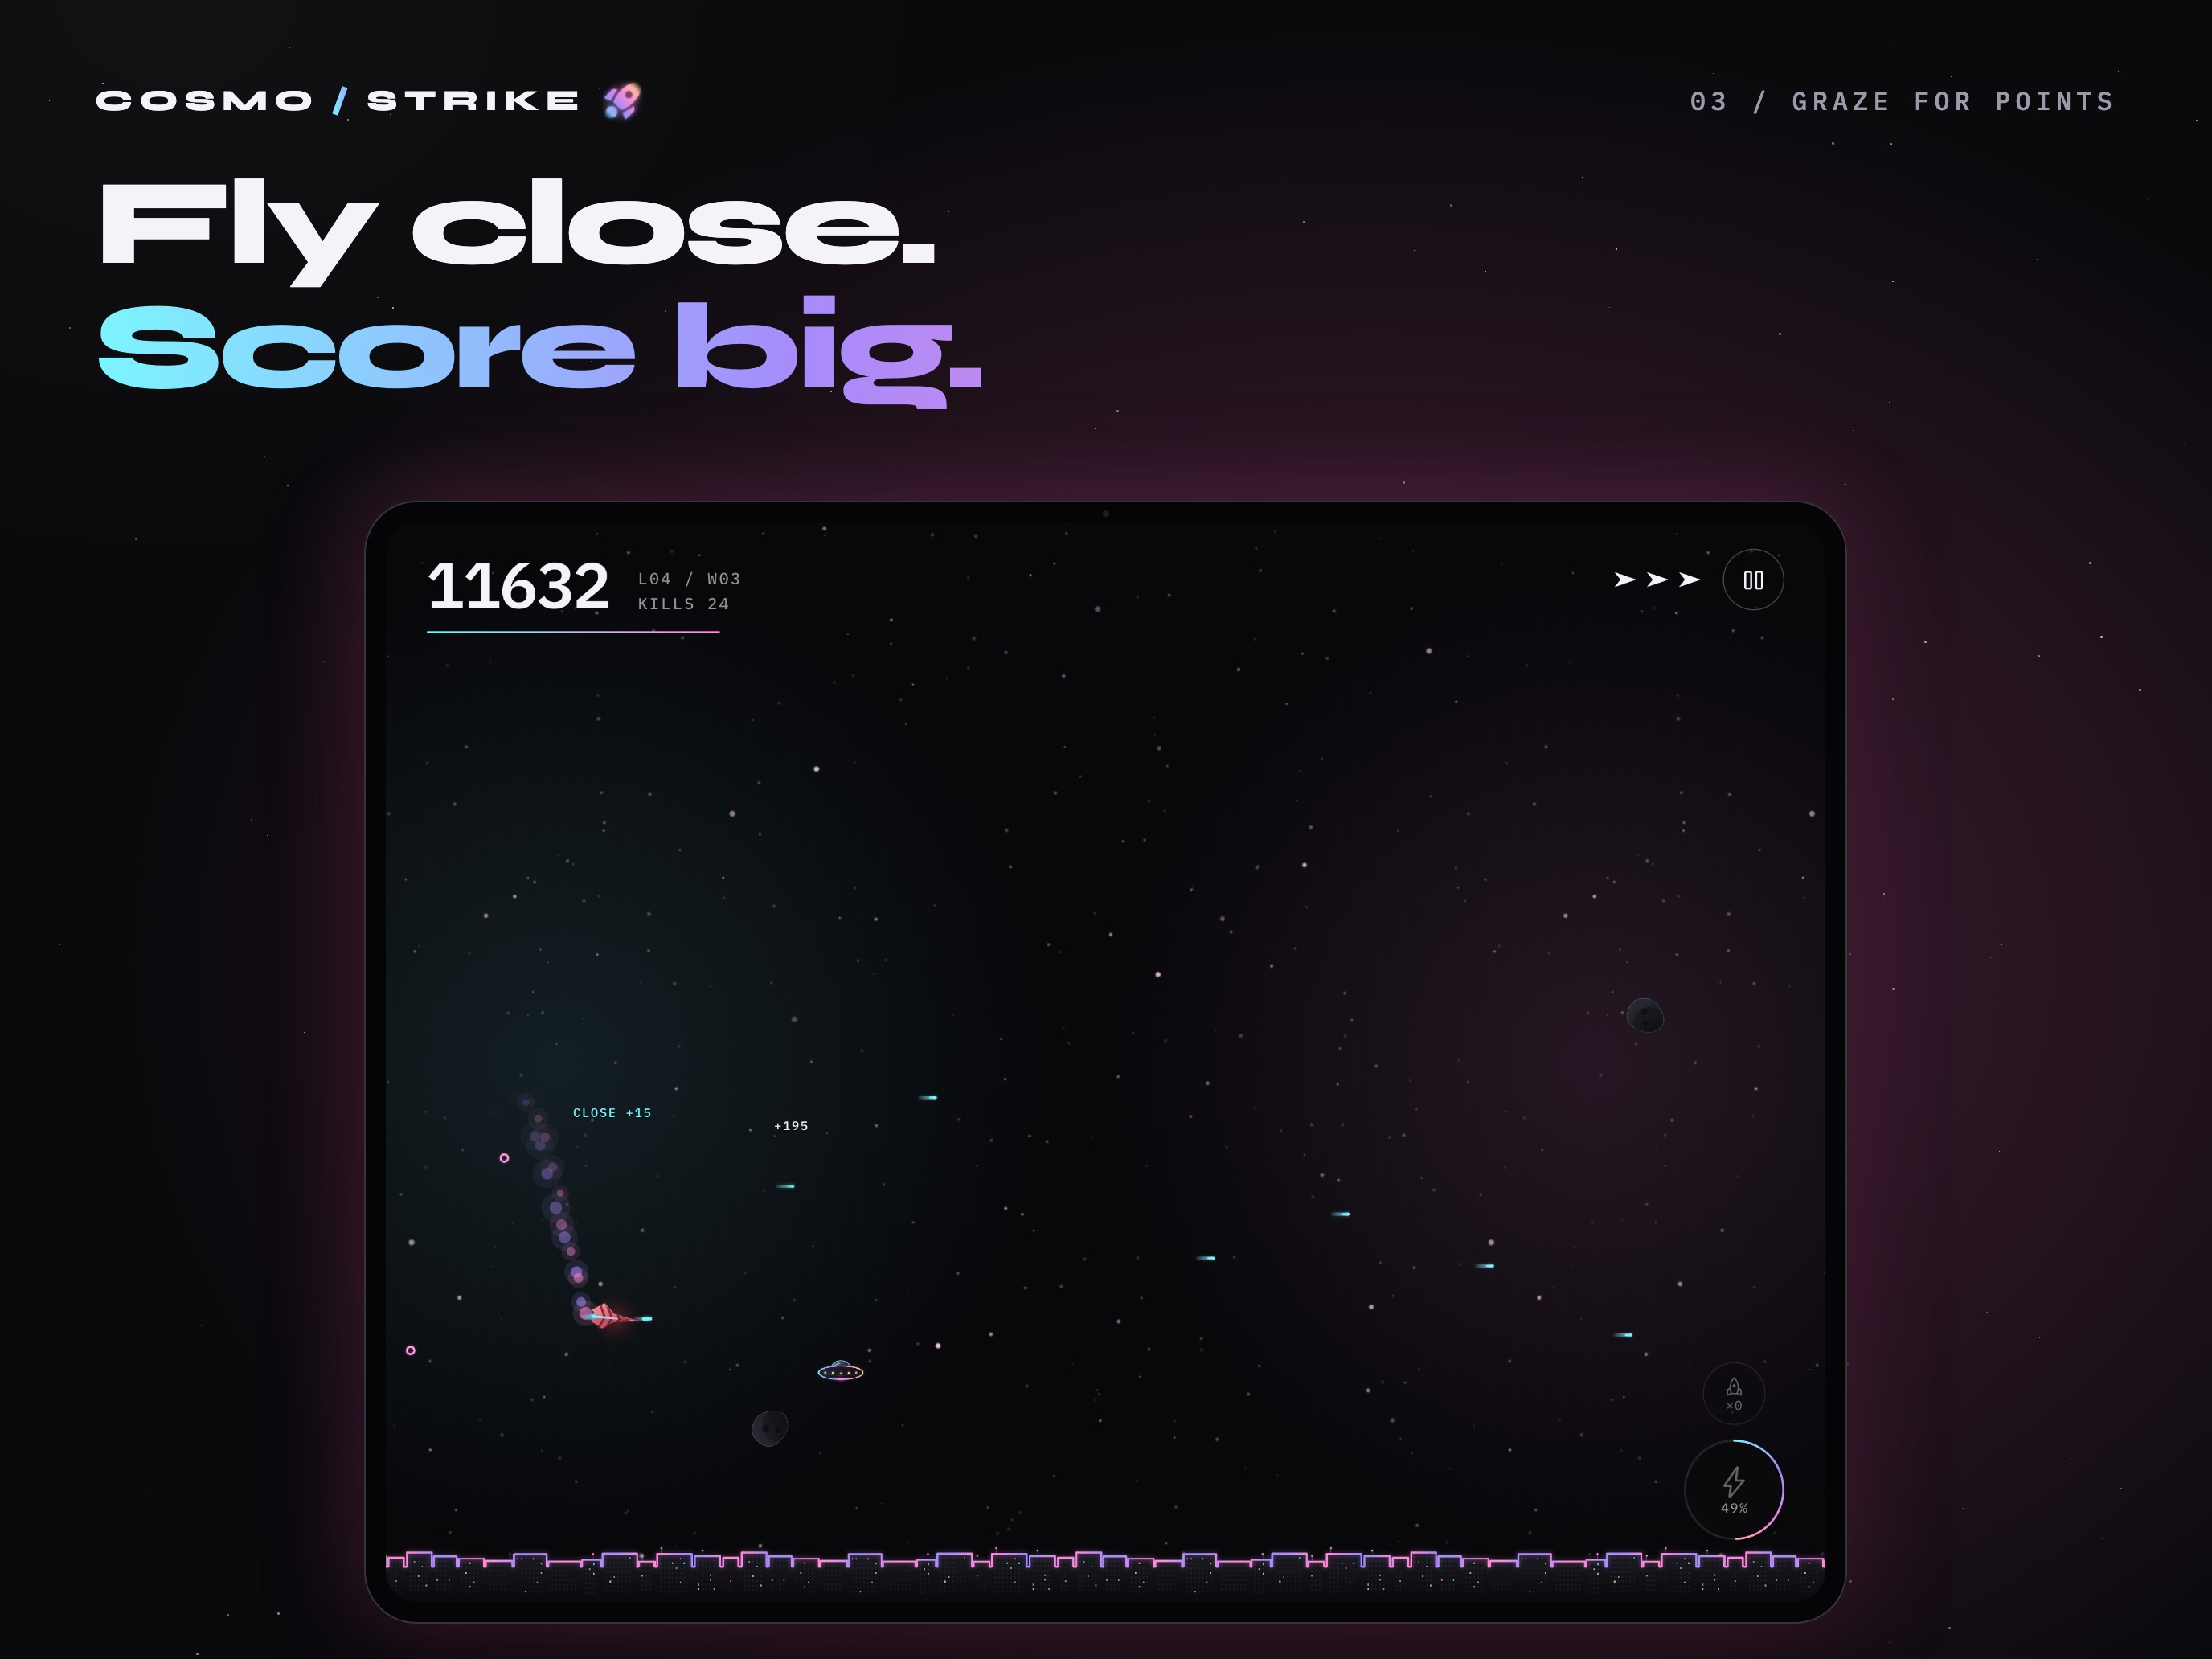 COSMO / STRIKE
03 / GRAZE FOR POINTS
Fly close.
Score big.
11632
L04 / W03
KILLS 24
CLOSE +15
+195
×0
49%